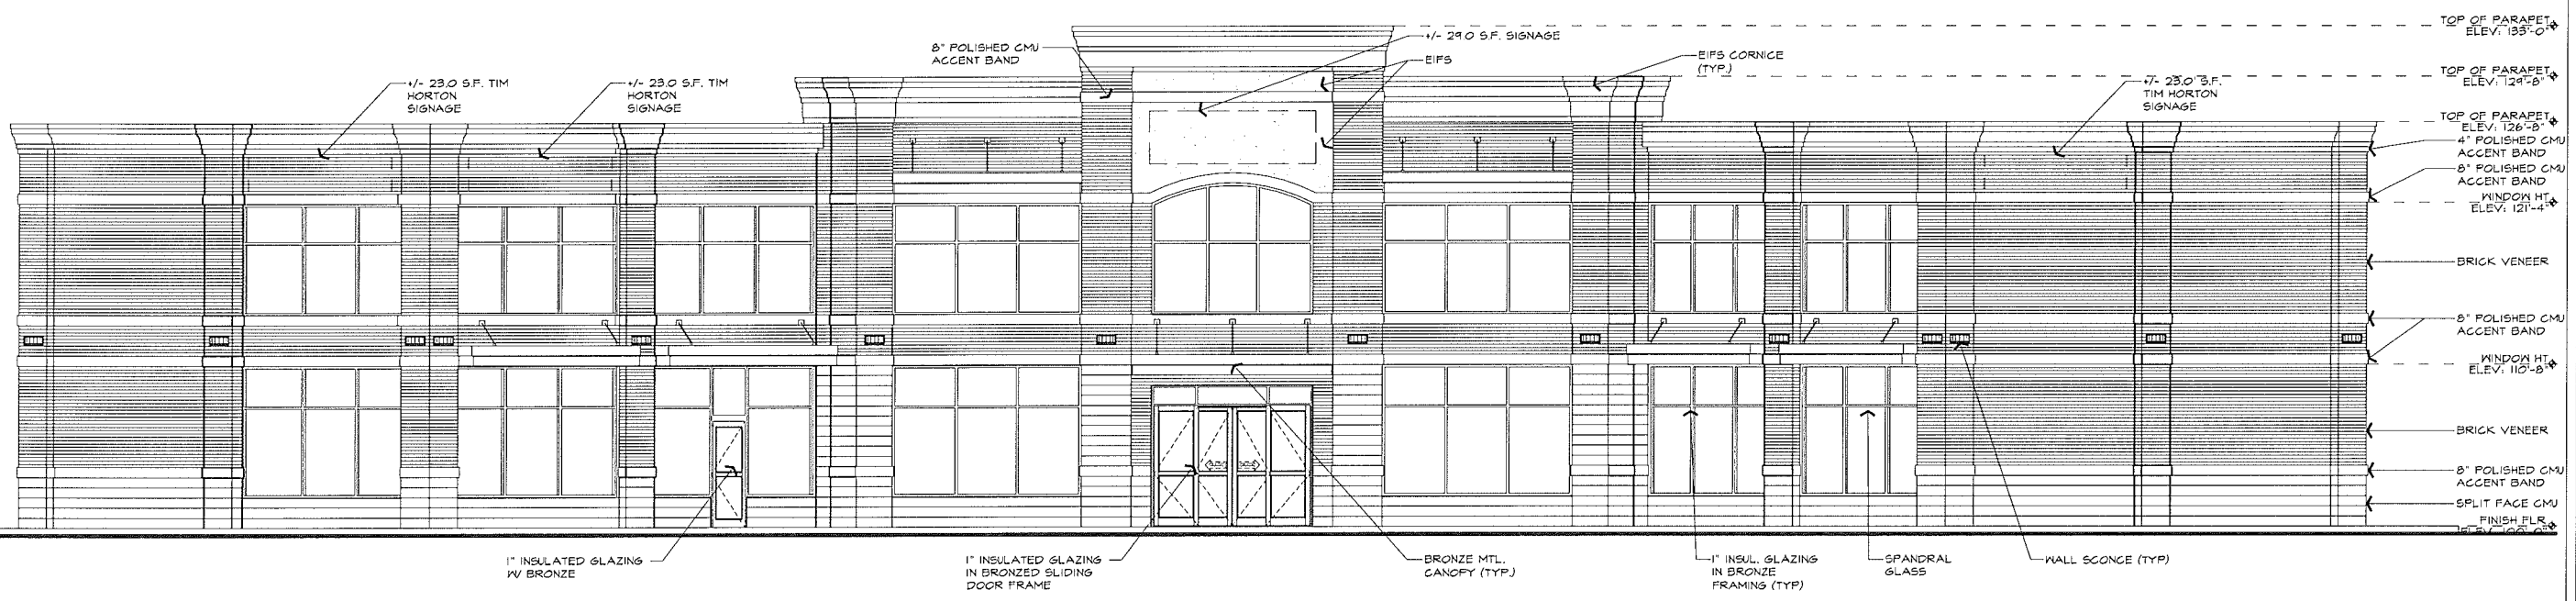 TOP OF PARAPET
ELEV: 133'-0"
+/- 29.0 S.F. SIGNAGE
8" POLISHED CMU
ACCENT BAND
EIFS
EIFS CORNICE
(TYP.)
TOP OF PARAPET
ELEV: 129'-8"
+/- 23.0 S.F. TIM
HORTON
SIGNAGE
+/- 23.0 S.F. TIM
HORTON
SIGNAGE
+/- 23.0' S.F.
TIM HORTON
SIGNAGE
TOP OF PARAPET
ELEV: 126'-8"
4" POLISHED CMU
ACCENT BAND
8" POLISHED CMU
ACCENT BAND
WINDOW HT.
ELEV: 121'-4"
BRICK VENEER
8" POLISHED CMU
ACCENT BAND
WINDOW HT.
ELEV: 110'-8"
BRICK VENEER
8" POLISHED CMU
ACCENT BAND
SPLIT FACE CMU
FINISH FLR.
ELEV: 100'-0"
1" INSULATED GLAZING
W/ BRONZE
1" INSULATED GLAZING
IN BRONZED SLIDING
DOOR FRAME
BRONZE MTL.
CANOPY (TYP.)
1" INSUL. GLAZING
IN BRONZE
FRAMING (TYP)
SPANDRAL
GLASS
WALL SCONCE (TYP)